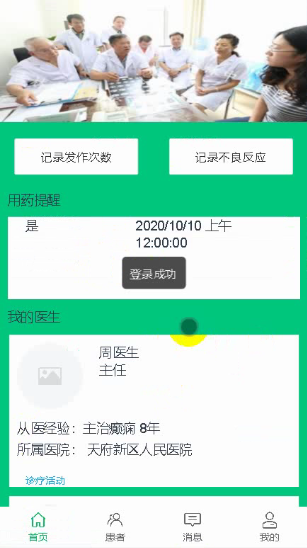 记录发作次数
记录不良反应
用药提醒
是
2020/10/10 上午
12:00:00
登录成功
我的医生
周医生
主任
从医经验：主治癫痫 8年
所属医院： 天府新区人民医院
诊疗活动
首页
患者
消息
我的